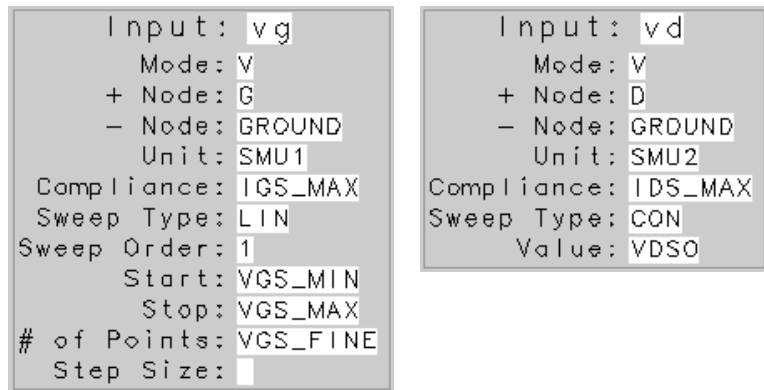 Input: vg
Mode: V
+ Node: G
- Node: GROUND
Unit: SMU1
Compliance: IGS_MAX
Sweep Type: LIN
Sweep Order: 1
Start: VGS_MIN
Stop: VGS_MAX
# of Points: VGS_FINE
Step Size:
Input: vd
Mode: V
+ Node: D
- Node: GROUND
Unit: SMU2
Compliance: IDS_MAX
Sweep Type: CON
Value: VDSO